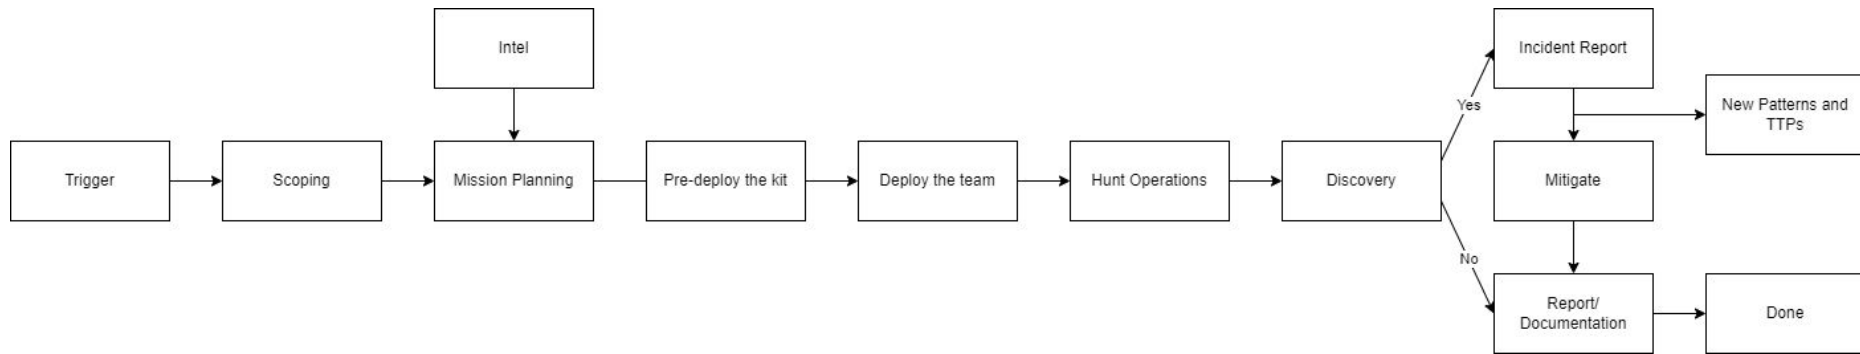 Intel
Incident Report
New Patterns and
TTPs
Yes
Trigger
Scoping
Mission Planning
Pre-deploy the kit
Deploy the team
Hunt Operations
Discovery
Mitigate
No
Report/
Documentation
Done